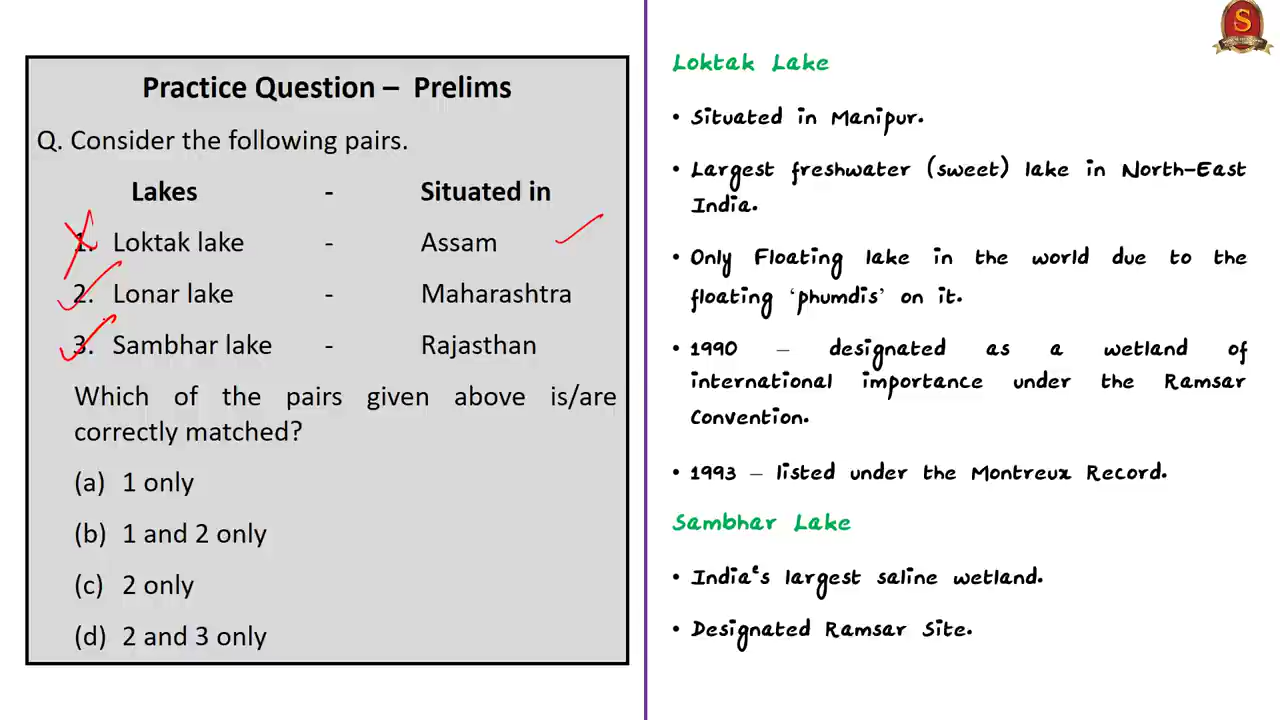 Practice Question – Prelims
Q. Consider the following pairs.
Lakes - Situated in
1. Loktak lake - Assam
2. Lonar lake - Maharashtra
3. Sambhar lake - Rajasthan
Which of the pairs given above is/are
correctly matched?
(a) 1 only
(b) 1 and 2 only
(c) 2 only
(d) 2 and 3 only
S
Loktak Lake
• Situated in Manipur.
• Largest freshwater (sweet) lake in North-East
India.
• Only Floating lake in the world due to the
floating ‘phumdis’ on it.
• 1990 – designated as a wetland of
international importance under the Ramsar
Convention.
• 1993 – listed under the Montreux Record.
Sambhar Lake
• India's largest saline wetland.
• Designated Ramsar Site.